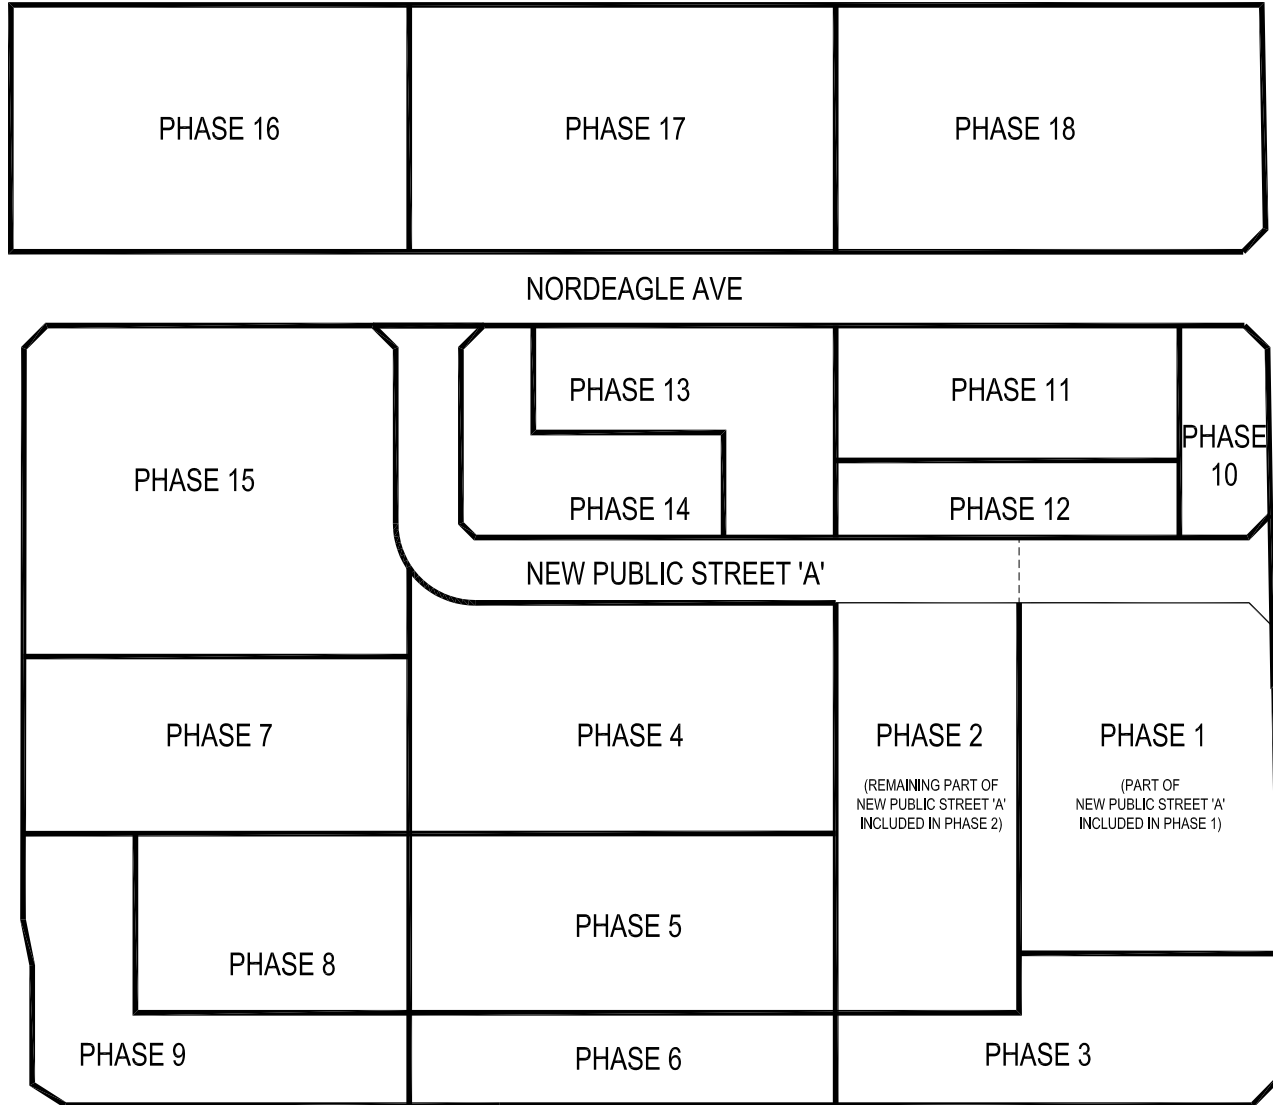 PHASE 16
PHASE 17
PHASE 18
NORDEAGLE AVE
PHASE 13
PHASE 11
PHASE
10
PHASE 15
PHASE 14
PHASE 12
NEW PUBLIC STREET 'A'
PHASE 7
PHASE 4
PHASE 2
(REMAINING PART OF
NEW PUBLIC STREET 'A'
INCLUDED IN PHASE 2)
PHASE 1
(PART OF
NEW PUBLIC STREET 'A'
INCLUDED IN PHASE 1)
PHASE 5
PHASE 8
PHASE 9
PHASE 6
PHASE 3